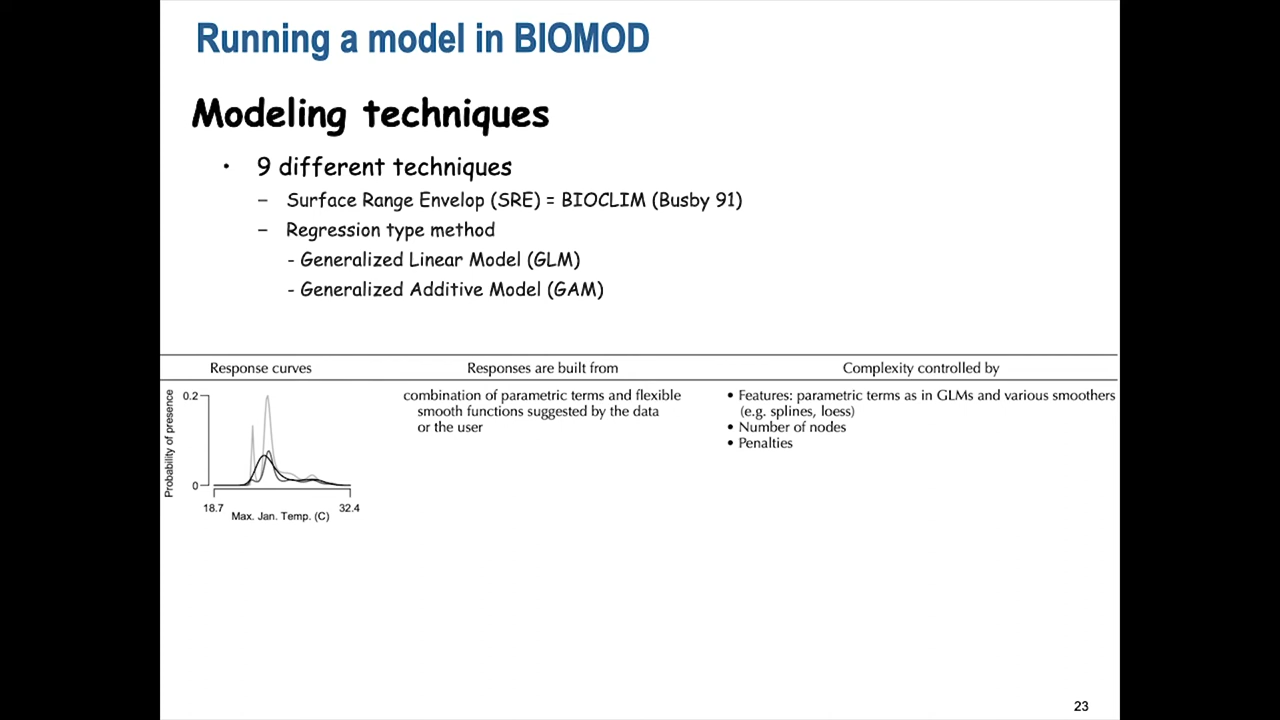 Running a model in BIOMOD
Modeling techniques
• 9 different techniques
– Surface Range Envelop (SRE) = BIOCLIM (Busby 91)
– Regression type method
- Generalized Linear Model (GLM)
- Generalized Additive Model (GAM)
Response curves
Responses are built from
Complexity controlled by
Probability of presence
0.2
0
18.7
32.4
Max. Jan. Temp. (C)
combination of parametric terms and flexible
smooth functions suggested by the data
or the user
• Features: parametric terms as in GLMs and various smoothers
(e.g. splines, loess)
• Number of nodes
• Penalties
23